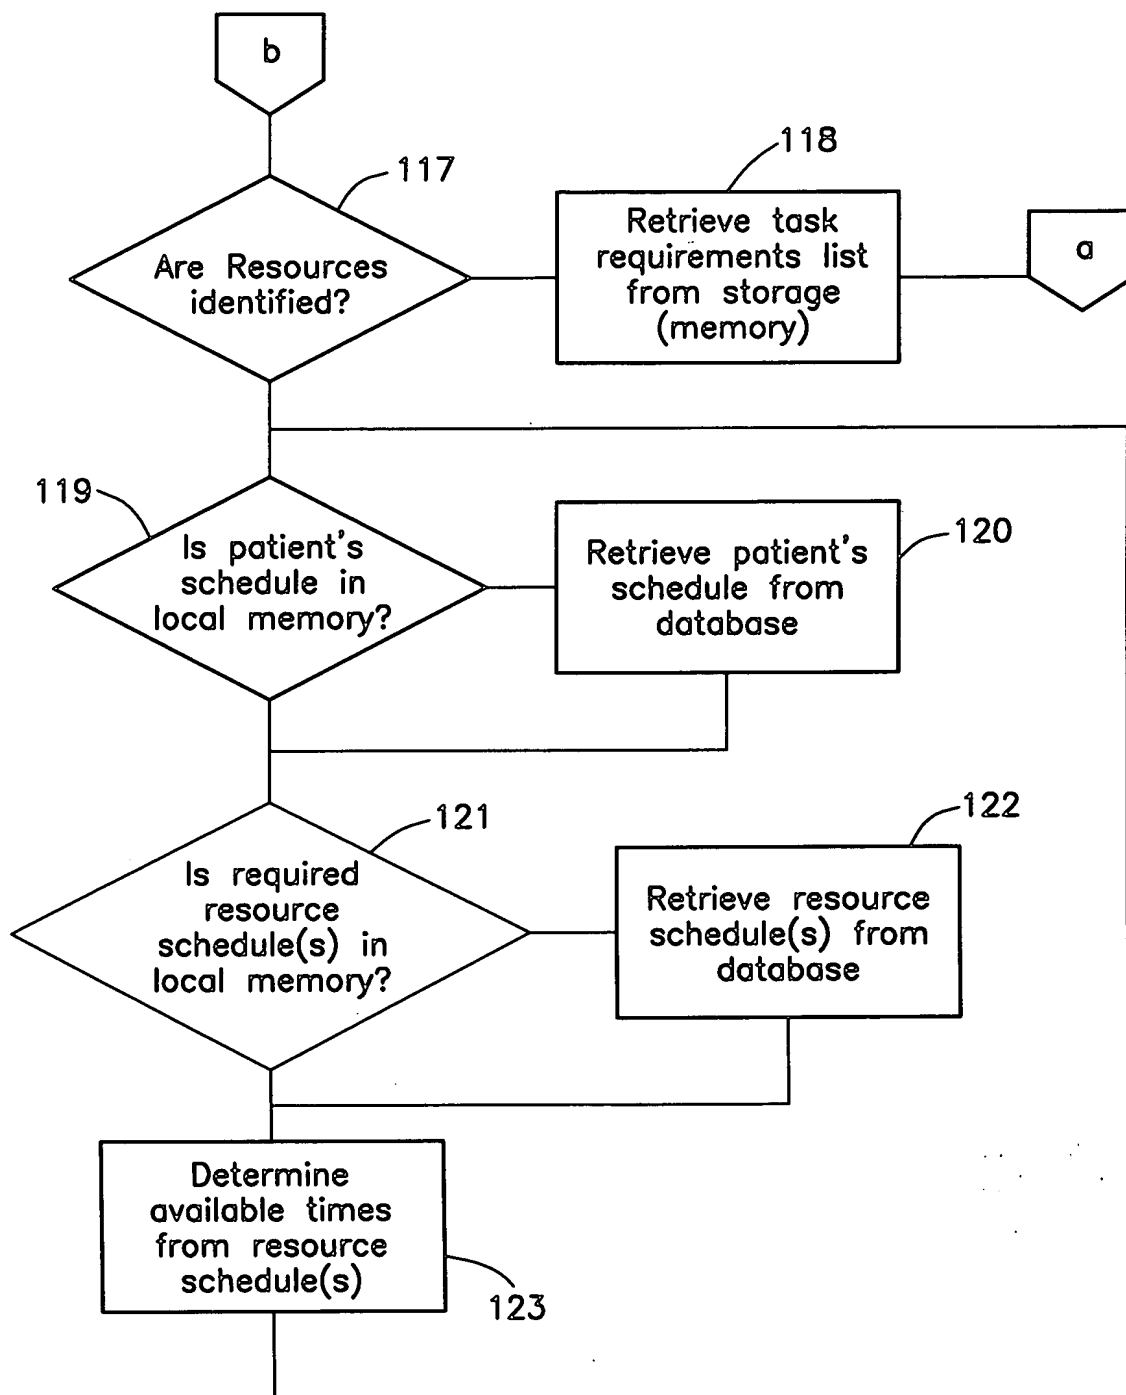 b
117
Are Resources
identified?
118
Retrieve task
requirements list
from storage
(memory)
a
119
Is patient's
schedule in
local memory?
120
Retrieve patient's
schedule from
database
121
Is required
resource
schedule(s) in
local memory?
122
Retrieve resource
schedule(s) from
database
Determine
available times
from resource
schedule(s)
123